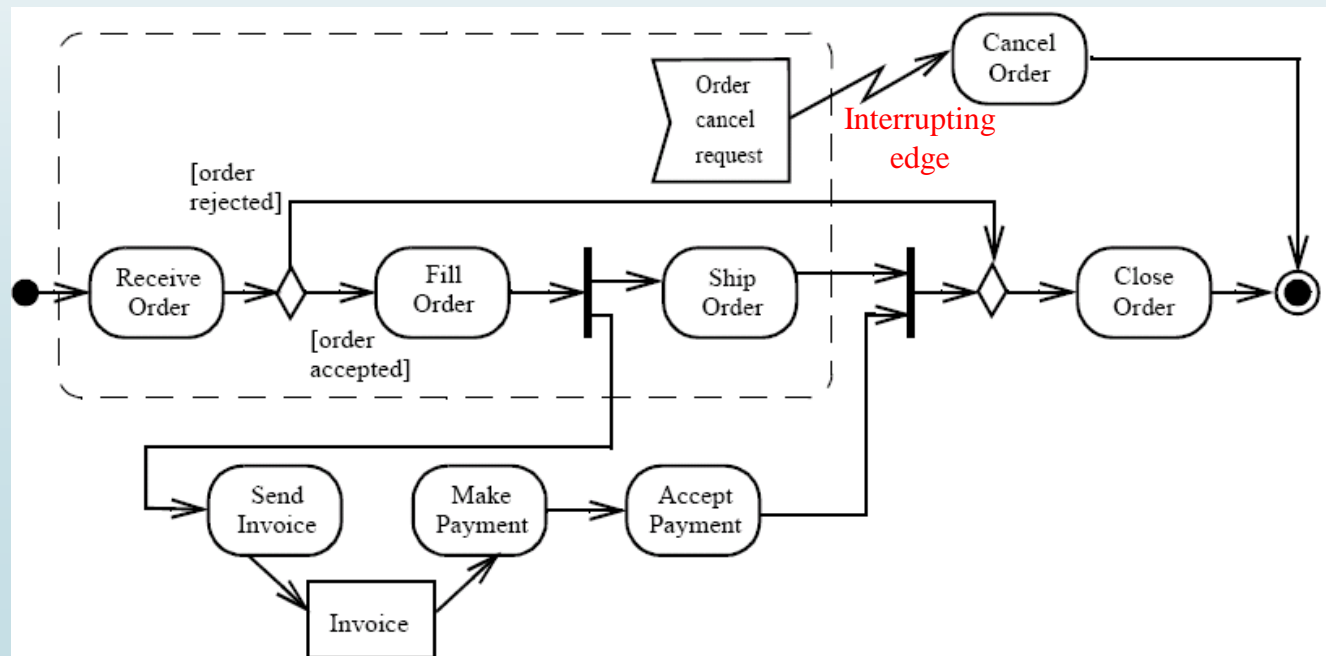 Cancel
Order
Order
cancel
request
Interrupting
edge
[order
rejected]
Receive
Order
Fill
Order
Ship
Order
Close
Order
[order
accepted]
Send
Invoice
Make
Payment
Accept
Payment
Invoice